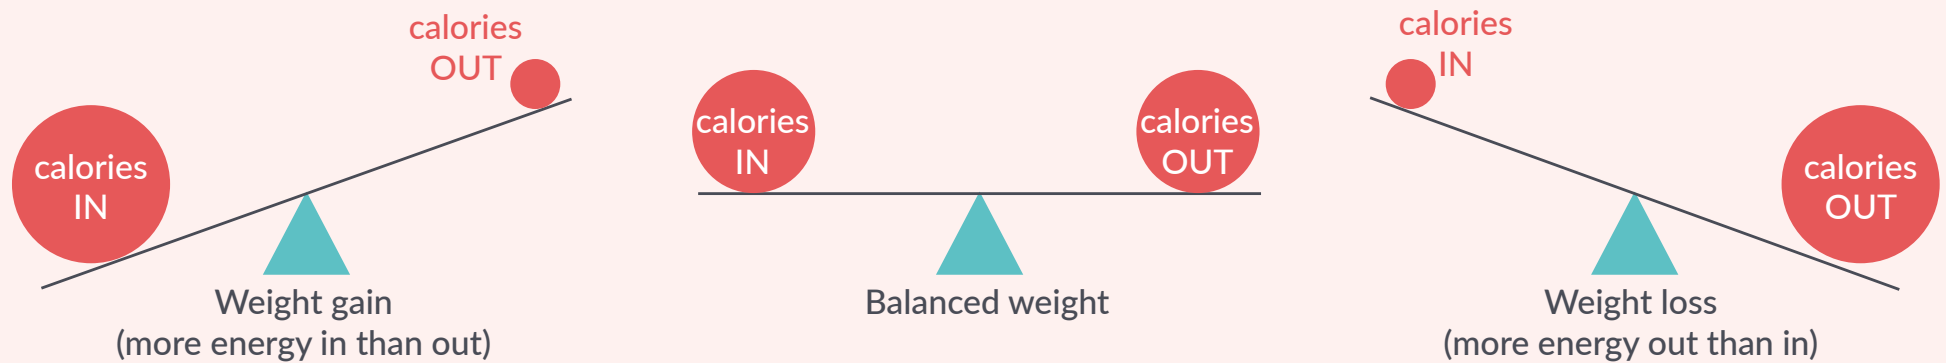 calories
OUT
calories
IN
Weight gain
(more energy in than out)
calories
IN
calories
OUT
Balanced weight
calories
IN
calories
OUT
Weight loss
(more energy out than in)